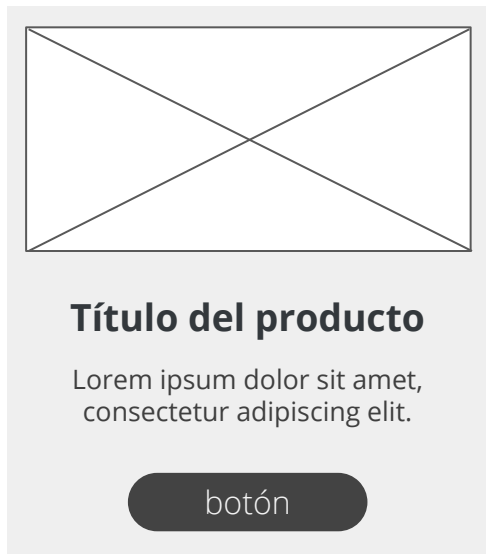 Título del producto
Lorem ipsum dolor sit amet,
consectetur adipiscing elit.
botón